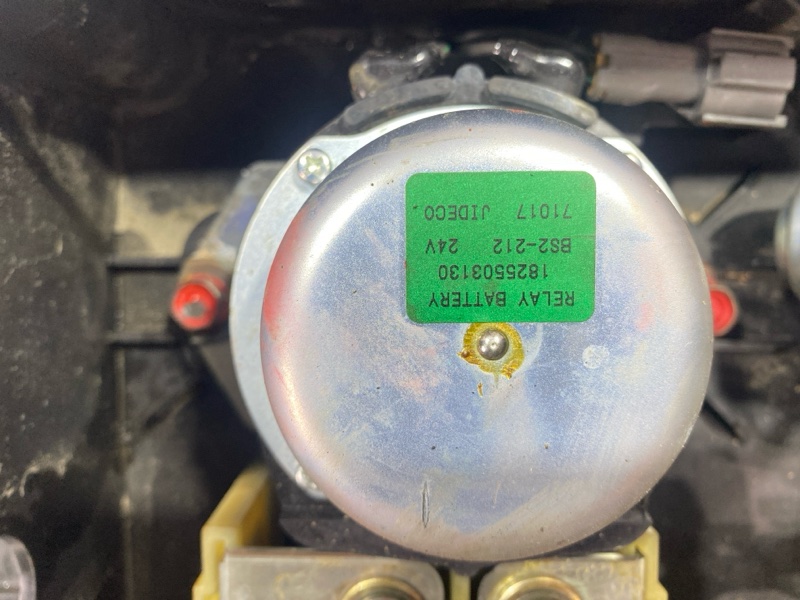 RELAY BATTERY
1825503130
BS2-212 24V
71017 JIDECO.